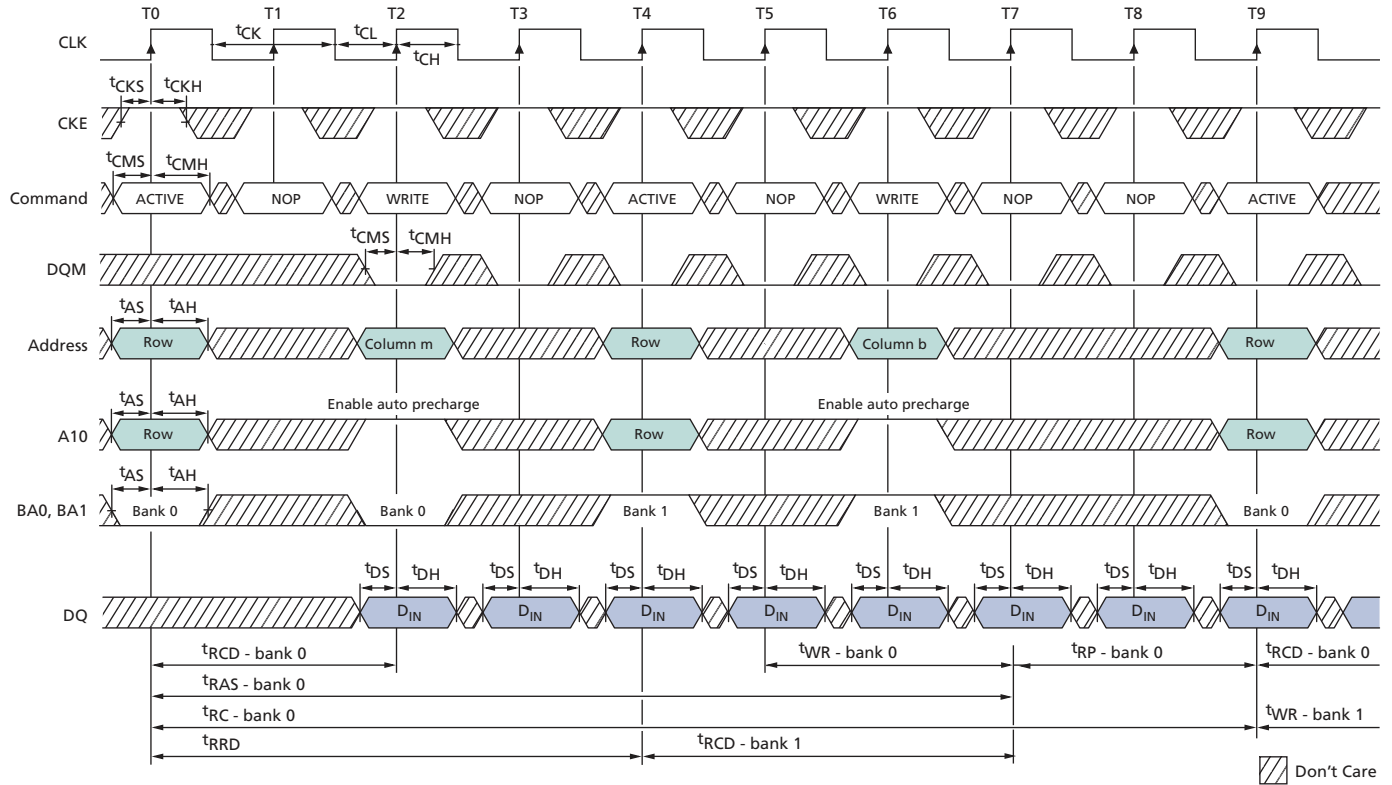 T0 T1 T2 T3 T4 T5 T6 T7 T8 T9
CLK
tCK tCL
tCH
tCKS tCKH
CKE
tCMS tCMH
Command ACTIVE NOP WRITE NOP ACTIVE NOP WRITE NOP NOP ACTIVE
tCMS tCMH
DQM
tAS tAH
Address Row Column m Row Column b Row
tAS tAH
Enable auto precharge Enable auto precharge
A10 Row Row Row
tAS tAH
BA0, BA1 Bank 0 Bank 0 Bank 1 Bank 1 Bank 0
tDS tDH tDS tDH tDS tDH tDS tDH tDS tDH tDS tDH tDS tDH tDS tDH
DQ DIN DIN DIN DIN DIN DIN DIN DIN
tRCD - bank 0 tWR - bank 0 tRP - bank 0 tRCD - bank 0
tRAS - bank 0
tRC - bank 0 tWR - bank 1
tRRD tRCD - bank 1
Don't Care